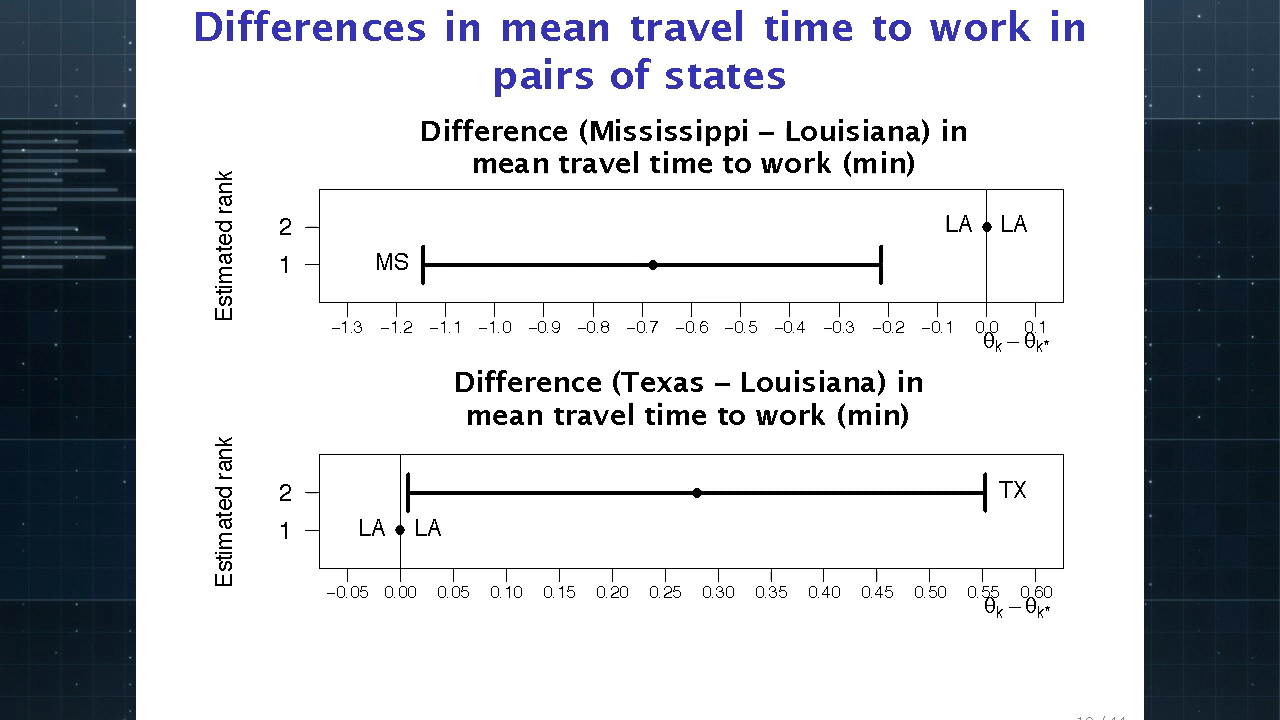 Differences in mean travel time to work in
pairs of states
Difference (Mississippi – Louisiana) in
mean travel time to work (min)
Estimated rank
2
1
LA LA
MS
−1.3 −1.2 −1.1 −1.0 −0.9 −0.8 −0.7 −0.6 −0.5 −0.4 −0.3 −0.2 −0.1 0.0 0.1
θk − θk*
Difference (Texas – Louisiana) in
mean travel time to work (min)
Estimated rank
2
1
TX
LA LA
−0.05 0.00 0.05 0.10 0.15 0.20 0.25 0.30 0.35 0.40 0.45 0.50 0.55 0.60
θk − θk*